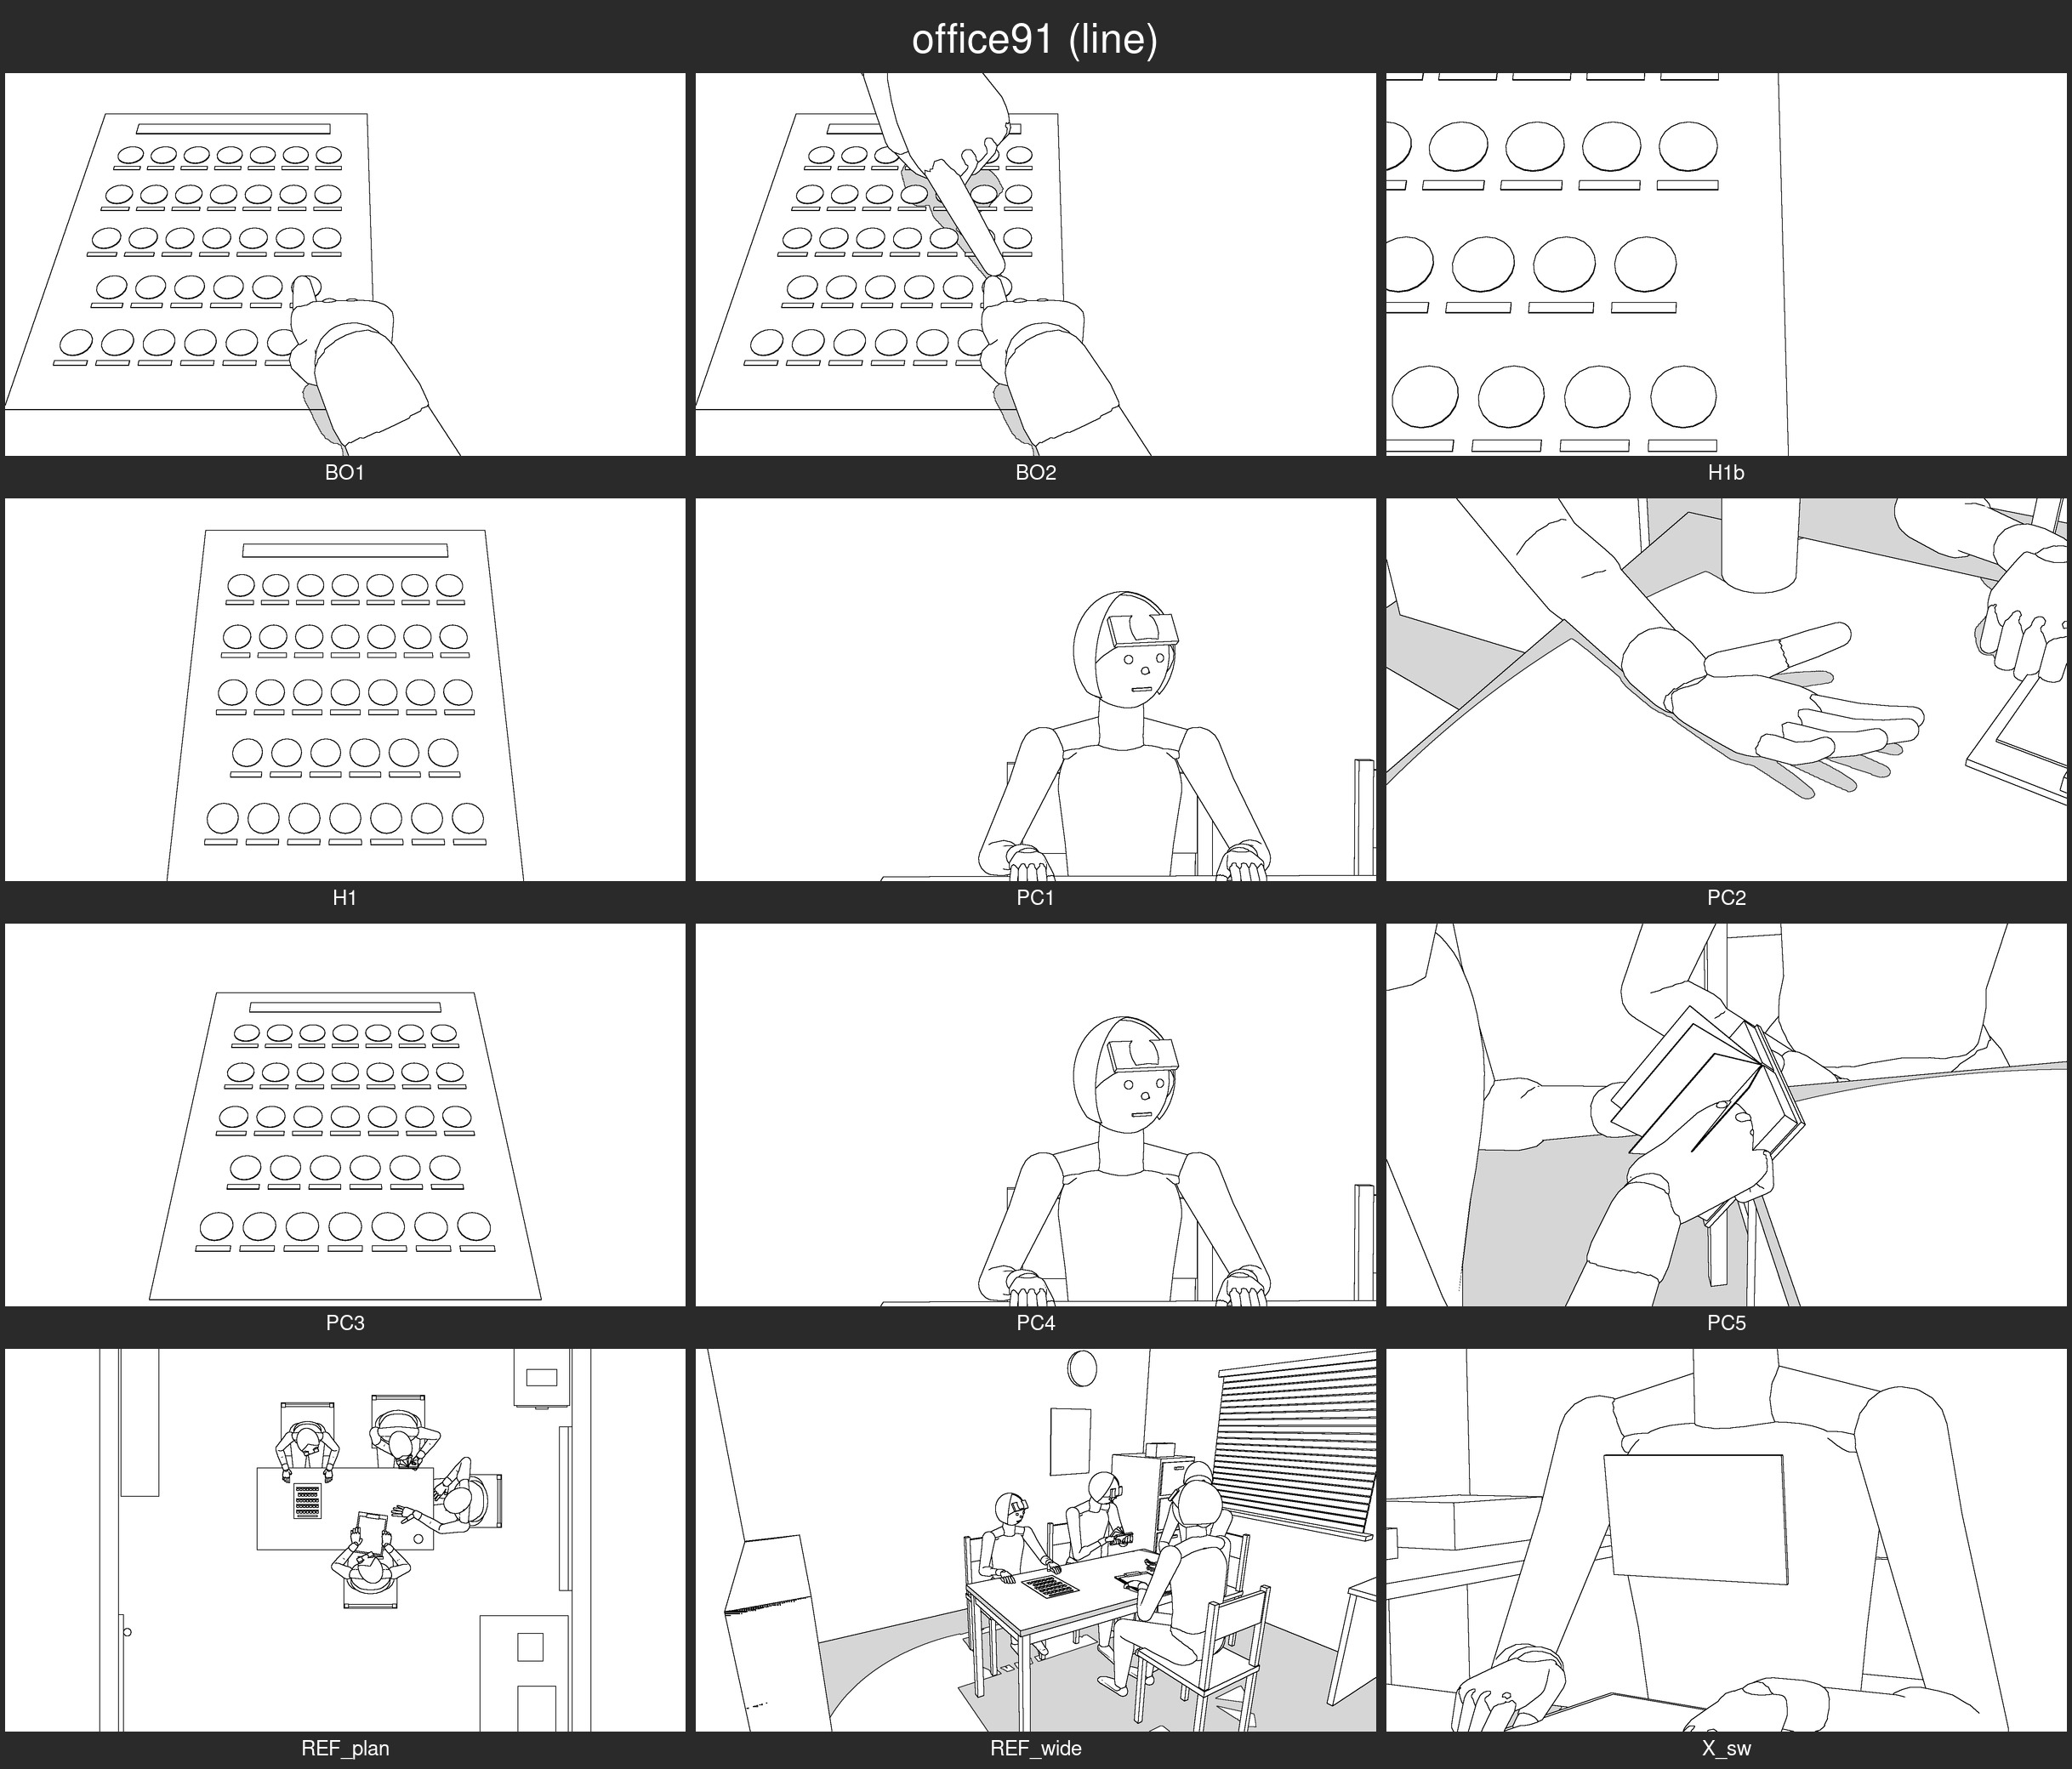 office91 (line)
BO1
BO2
H1b
H1
PC1
PC2
PC3
PC4
PC5
REF_plan
REF_wide
X_sw